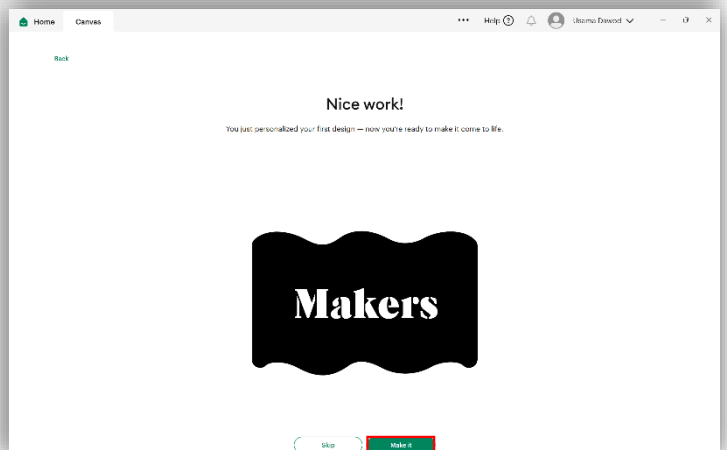 Home Canvas ••• Help ? Usama Dawod
Back
Nice work!
You just personalized your first design — now you're ready to make it come to life.
Makers
Skip Make it